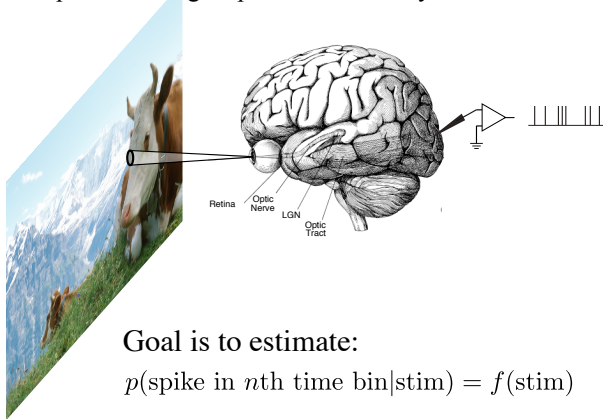 Retina
Optic
Nerve
LGN
Optic
Tract
Goal is to estimate:
p(spike in nth time bin|stim) = f(stim)